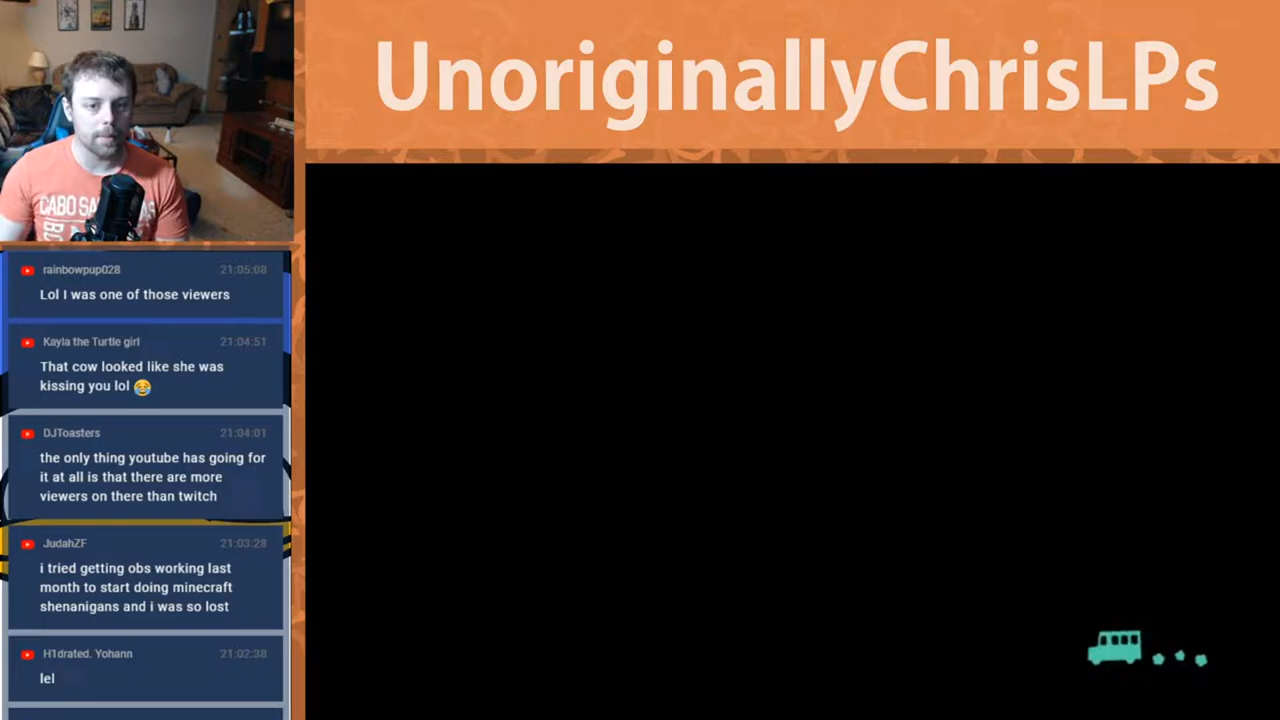 UnoriginallyChrisLPs
CABO SA
BO
rainbowpup028 21:05:08
Lol I was one of those viewers
Kayla the Turtle girl 21:04:51
That cow looked like she was
kissing you lol 😂
DJToasters 21:04:01
the only thing youtube has going for
it at all is that there are more
viewers on there than twitch
JudahZF 21:03:28
i tried getting obs working last
month to start doing minecraft
shenanigans and i was so lost
H1drated. Yohann 21:02:38
lel